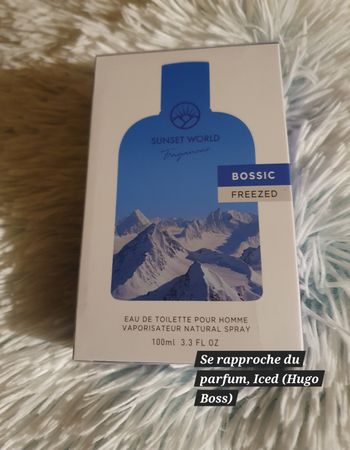 SUNSET WORLD
Fragrances
BOSSIC
FREEZED
EAU DE TOILETTE POUR HOMME
VAPORISATEUR NATURAL SPRAY
100ml 3.3 FL OZ
Se rapproche du
parfum, Iced (Hugo
Boss)